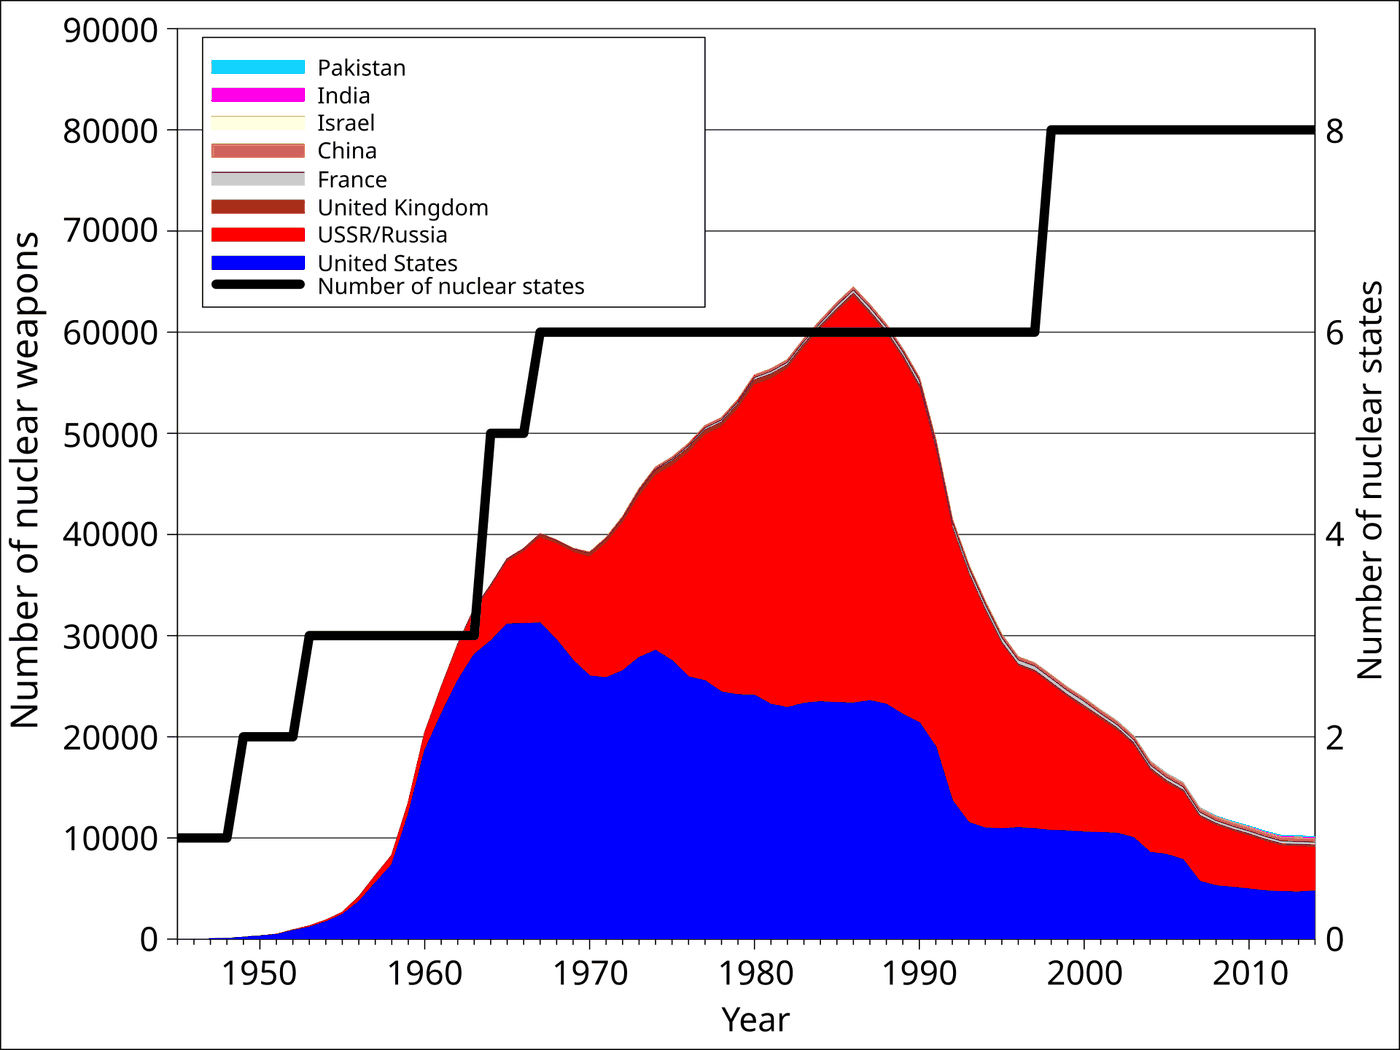 90000
80000
70000
60000
50000
40000
30000
20000
10000
0
Number of nuclear weapons
Pakistan
India
Israel
China
France
United Kingdom
USSR/Russia
United States
Number of nuclear states
8
6
4
2
0
Number of nuclear states
1950 1960 1970 1980 1990 2000 2010
Year